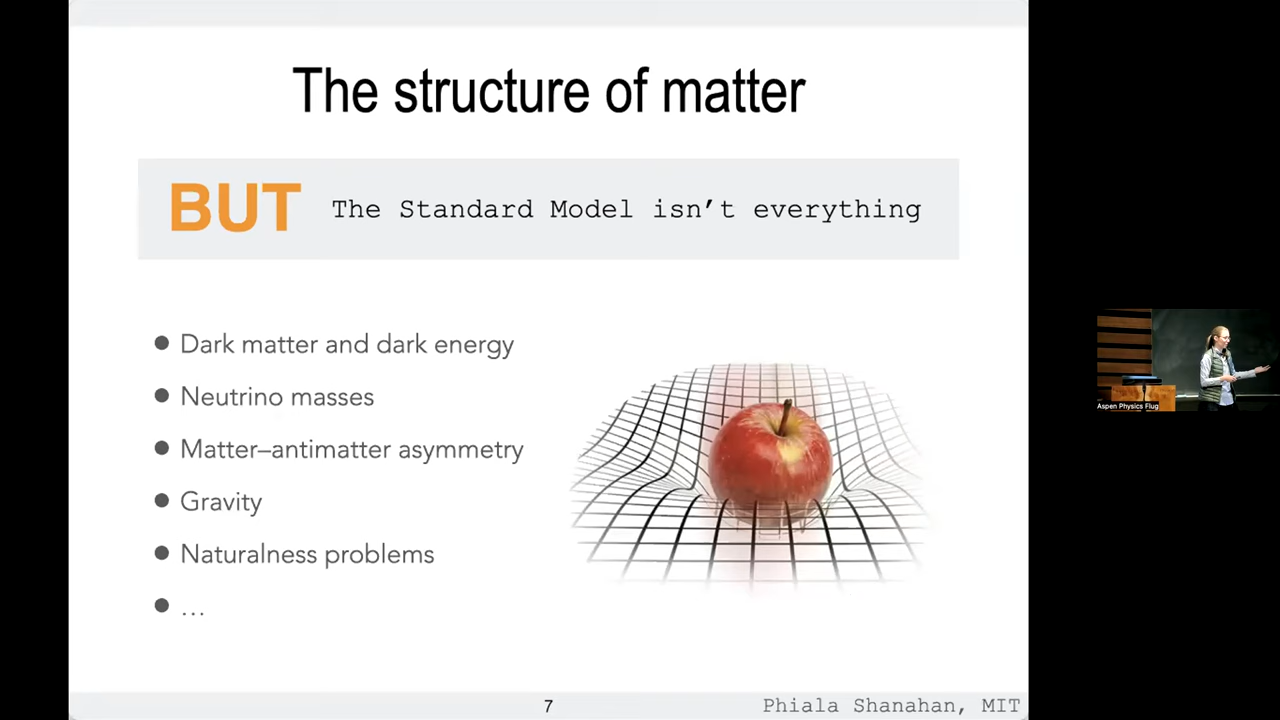 The structure of matter
BUT The Standard Model isn’t everything
● Dark matter and dark energy
● Neutrino masses
● Matter–antimatter asymmetry
● Gravity
● Naturalness problems
● …
7
Phiala Shanahan, MIT
Aspen Physics Flug